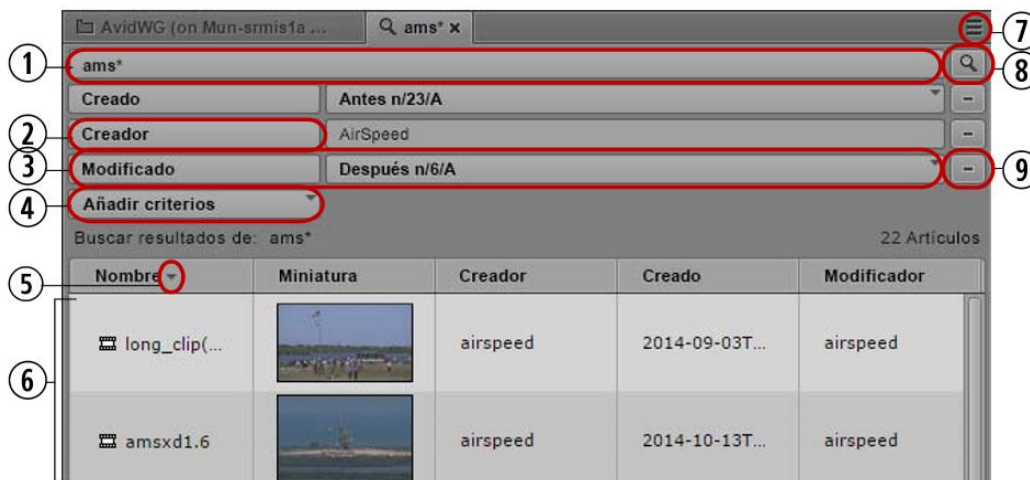 AvidWG (on Mun-srmis1a ... ams* x
7
1 ams* 8
Creado Antes n/23/A -
2 Creador AirSpeed -
3 Modificado Después n/6/A - 9
4 Añadir criterios
Buscar resultados de: ams* 22 Artículos
5 Nombre Miniatura Creador Creado Modificador
6
long_clip(... airspeed 2014-09-03T... airspeed
amsxd1.6 airspeed 2014-10-13T... airspeed